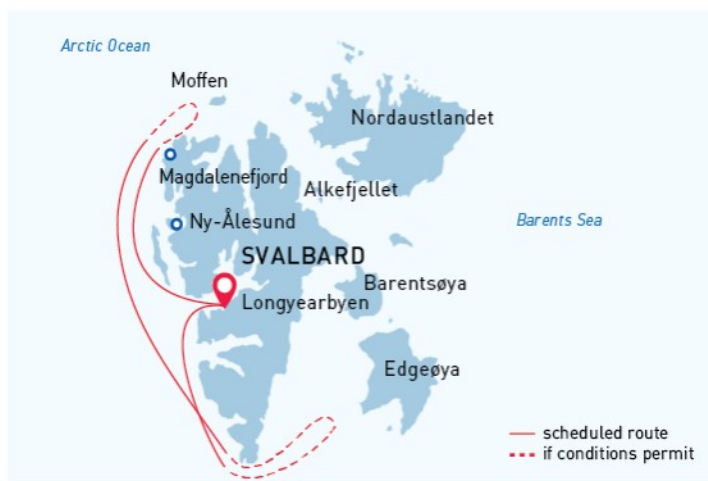 Arctic Ocean
Moffen
Nordaustlandet
Magdalenefjord
Alkefjellet
Ny-Ålesund
Barents Sea
SVALBARD
Barentsøya
Longyearbyen
Edgeøya
scheduled route
if conditions permit